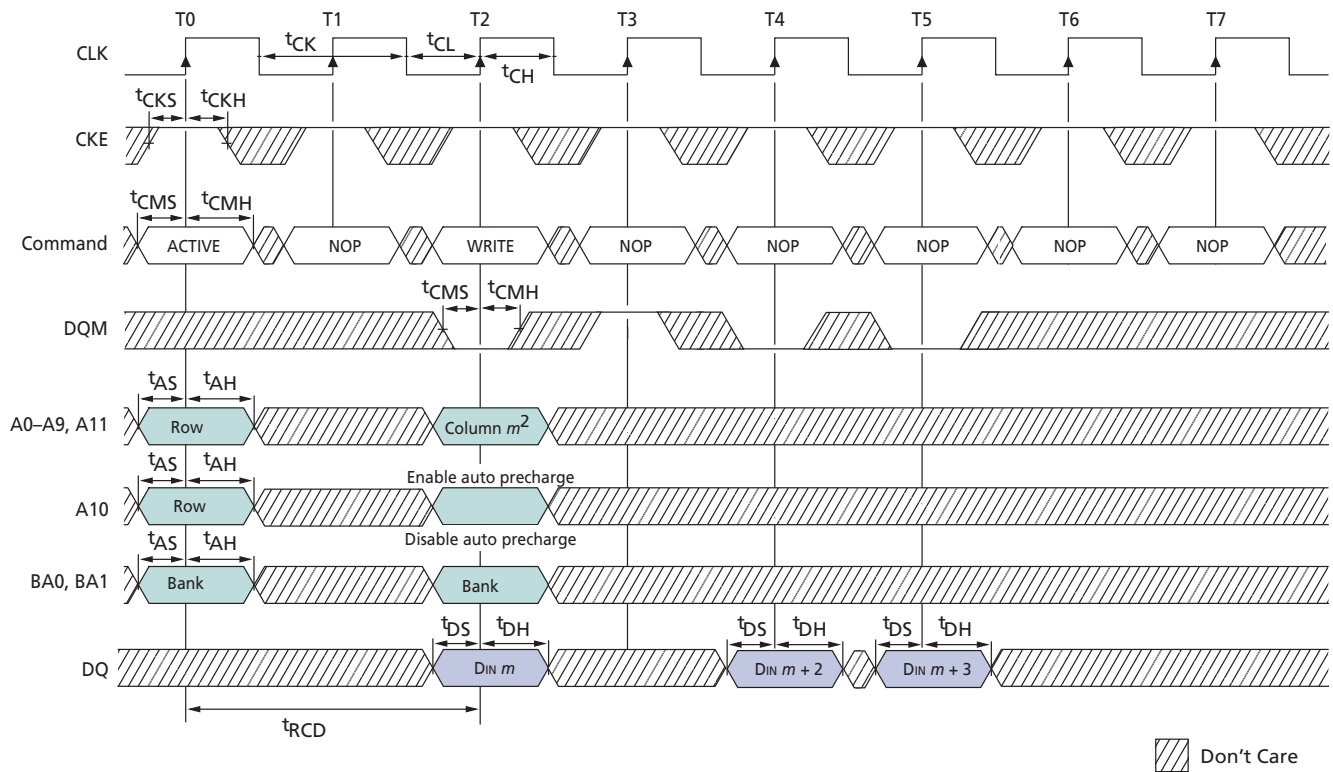 T0 T1 T2 T3 T4 T5 T6 T7
CLK
tCK tCL
tCH
tCKS tCKH
CKE
tCMS tCMH
Command ACTIVE NOP WRITE NOP NOP NOP NOP NOP
tCMS tCMH
DQM
tAS tAH
A0–A9, A11 Row Column m2
tAS tAH Enable auto precharge
A10 Row
tAS tAH Disable auto precharge
BA0, BA1 Bank Bank
tDS tDH tDS tDH tDS tDH
DQ DIN m DIN m + 2 DIN m + 3
tRCD
Don't Care